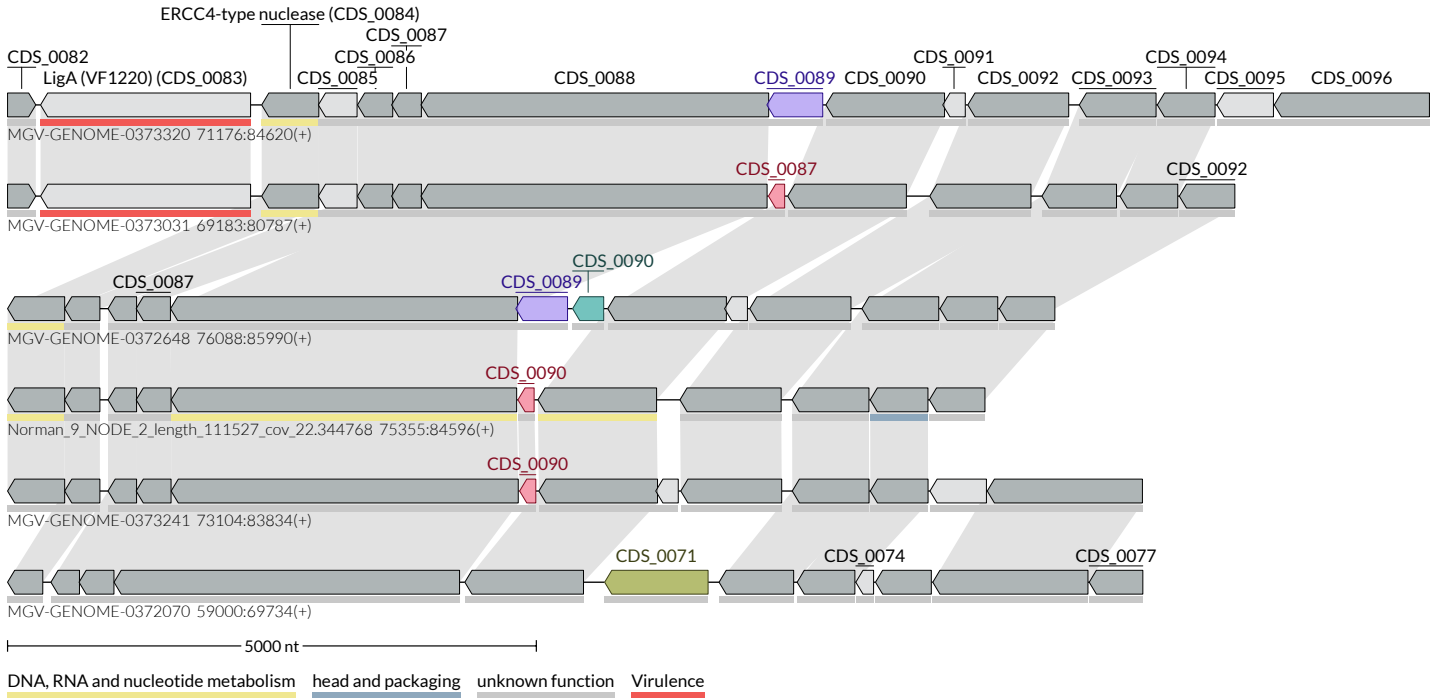 ERCC4-type nuclease (CDS_0084)
CDS_0087
CDS_0082 CDS_0086 CDS_0091 CDS_0094
LigA (VF1220) (CDS_0083) CDS_0085 CDS_0088 CDS_0089 CDS_0090 CDS_0092 CDS_0093 CDS_0095 CDS_0096
MGV-GENOME-0373320 71176:84620(+)
CDS_0087 CDS_0092
MGV-GENOME-0373031 69183:80787(+)
CDS_0090
CDS_0087 CDS_0089
MGV-GENOME-0372648 76088:85990(+)
CDS_0090
Norman_9_NODE_2_length_111527_cov_22.344768 75355:84596(+)
CDS_0090
MGV-GENOME-0373241 73104:83834(+)
CDS_0071 CDS_0074 CDS_0077
MGV-GENOME-0372070 59000:69734(+)
5000 nt
DNA, RNA and nucleotide metabolism head and packaging unknown function Virulence